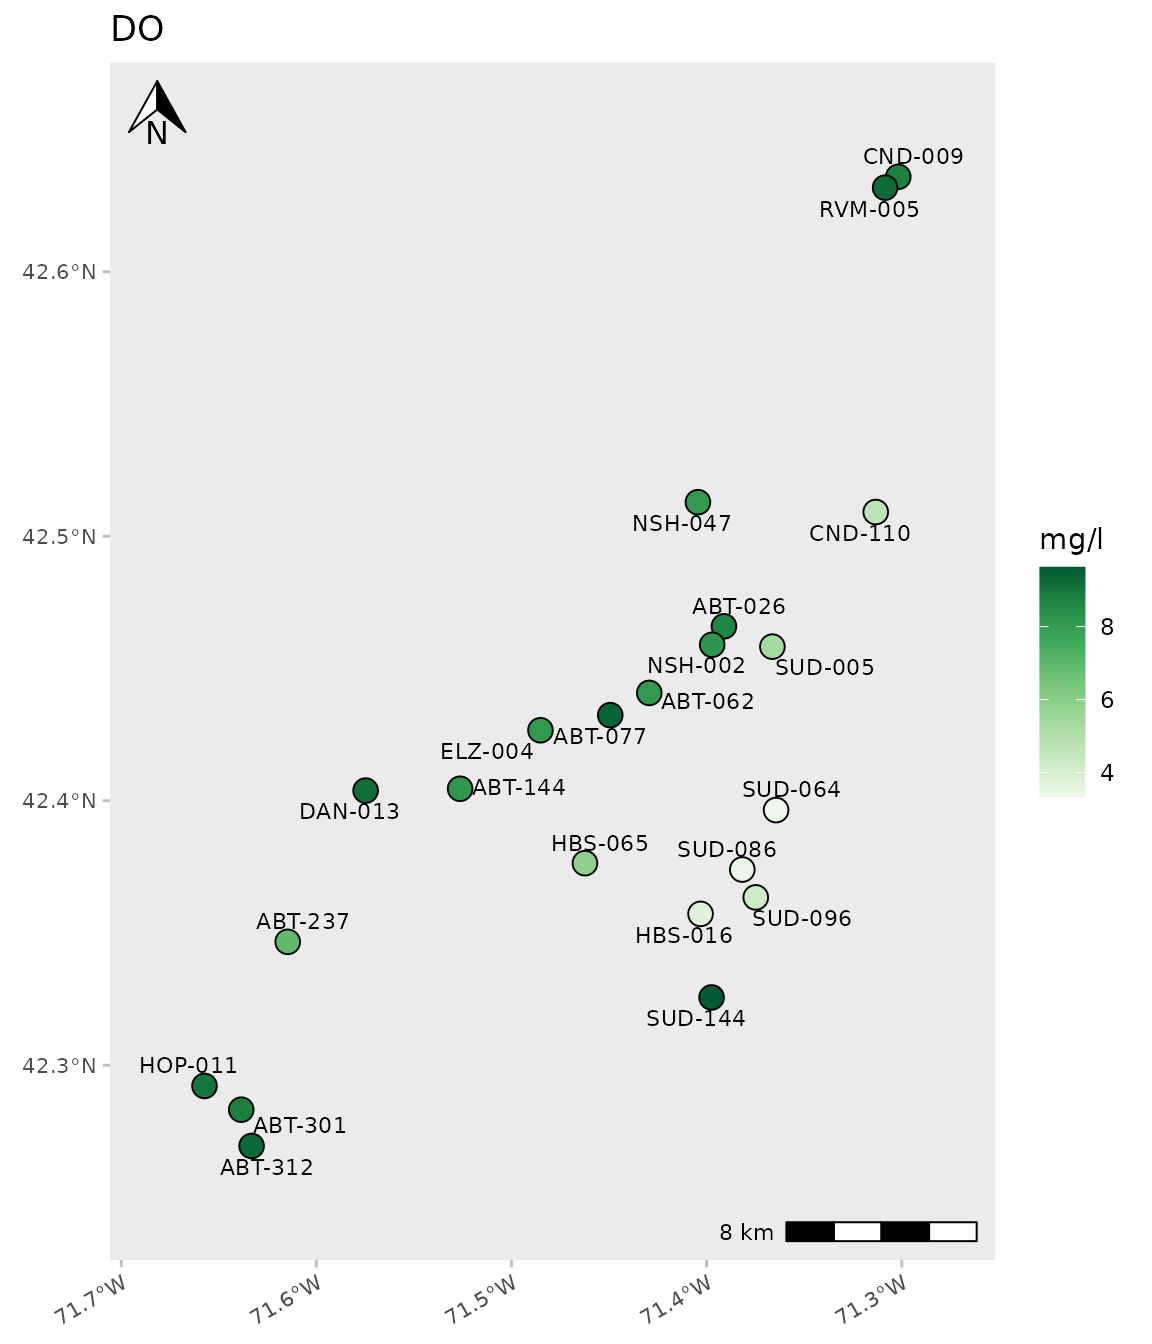 DO
N
CND-009
RVM-005
42.6°N
NSH-047
CND-110
42.5°N
mg/l
8
6
4
ABT-026
NSH-002
SUD-005
ABT-062
ABT-077
ELZ-004
ABT-144
DAN-013
42.4°N
SUD-064
HBS-065
SUD-086
SUD-096
HBS-016
ABT-237
SUD-144
HOP-011
42.3°N
ABT-301
ABT-312
8 km
71.7°W
71.6°W
71.5°W
71.4°W
71.3°W